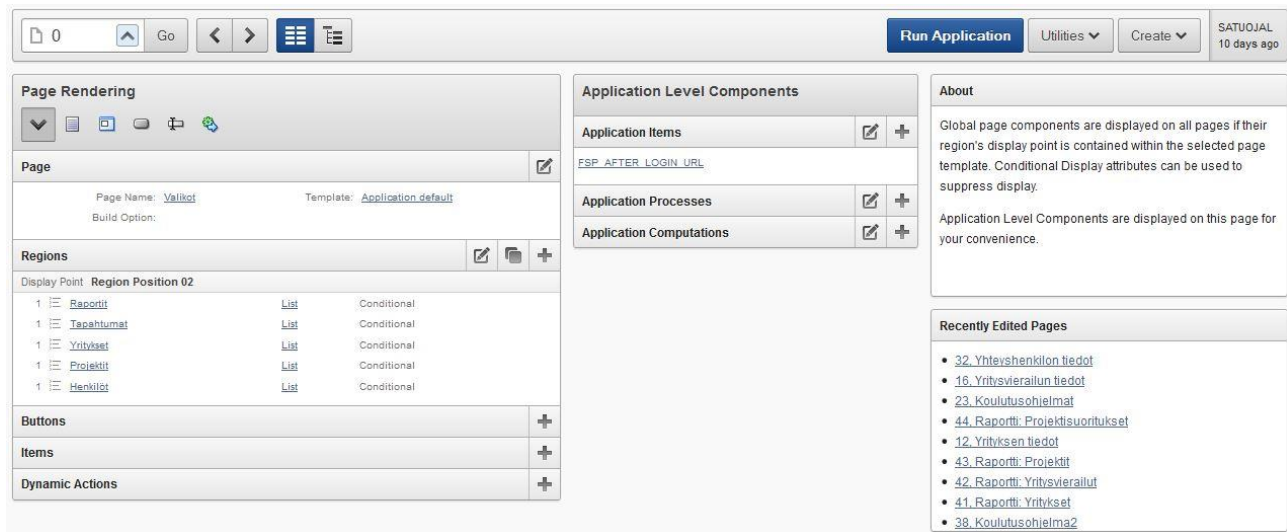 0
Go
Run Application
Utilities
Create
SATUOJAL
10 days ago
Page Rendering
Page
Page Name: Valikot
Template: Application default
Build Option:
Regions
Display Point Region Position 02
1 Raportit List Conditional
1 Tapahtumat List Conditional
1 Yritykset List Conditional
1 Projektit List Conditional
1 Henkilöt List Conditional
Buttons
Items
Dynamic Actions
Application Level Components
Application Items
FSP_AFTER_LOGIN_URL
Application Processes
Application Computations
About
Global page components are displayed on all pages if their
region's display point is contained within the selected page
template. Conditional Display attributes can be used to
suppress display.
Application Level Components are displayed on this page for
your convenience.
Recently Edited Pages
32, Yhteyshenkilon tiedot
16, Yritysvierailun tiedot
23, Koulutusohjelmat
44, Raportti: Projektisuoritukset
12, Yrityksen tiedot
43, Raportti: Projektit
42, Raportti: Yritysvierailut
41, Raportti: Yritykset
38, Koulutusohjelma2